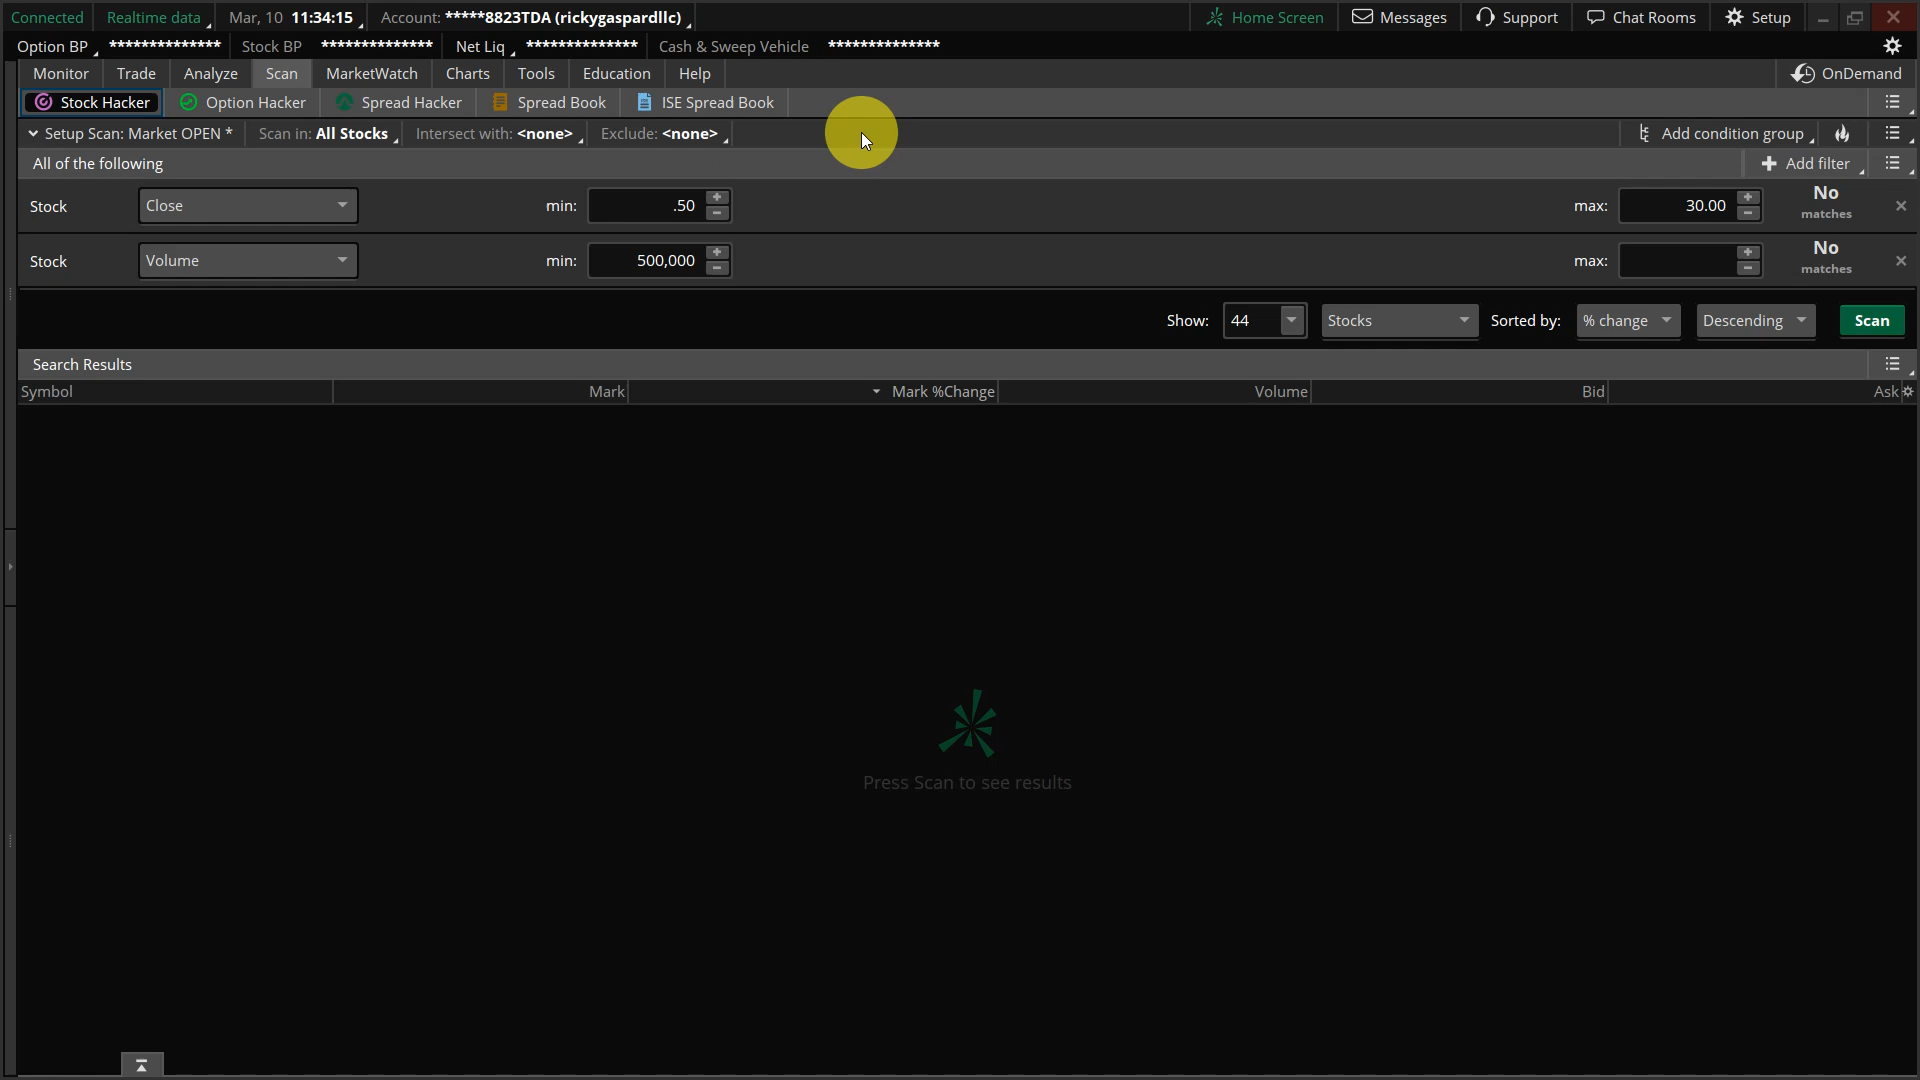 Connected Realtime data Mar, 10 11:34:15 Account: *****8823TDA (rickygaspardllc) Home Screen Messages Support Chat Rooms Setup
Option BP ************** Stock BP ************** Net Liq ************** Cash & Sweep Vehicle **************
Monitor Trade Analyze Scan MarketWatch Charts Tools Education Help OnDemand
Stock Hacker Option Hacker Spread Hacker Spread Book ISE Spread Book
Setup Scan: Market OPEN * Scan in: All Stocks Intersect with: <none> Exclude: <none> Add condition group
All of the following Add filter
Stock Close min: .50 max: 30.00 No matches
Stock Volume min: 500,000 max: No matches
Show: 44 Stocks Sorted by: % change Descending Scan
Search Results
Symbol Mark Mark %Change Volume Bid Ask
Press Scan to see results